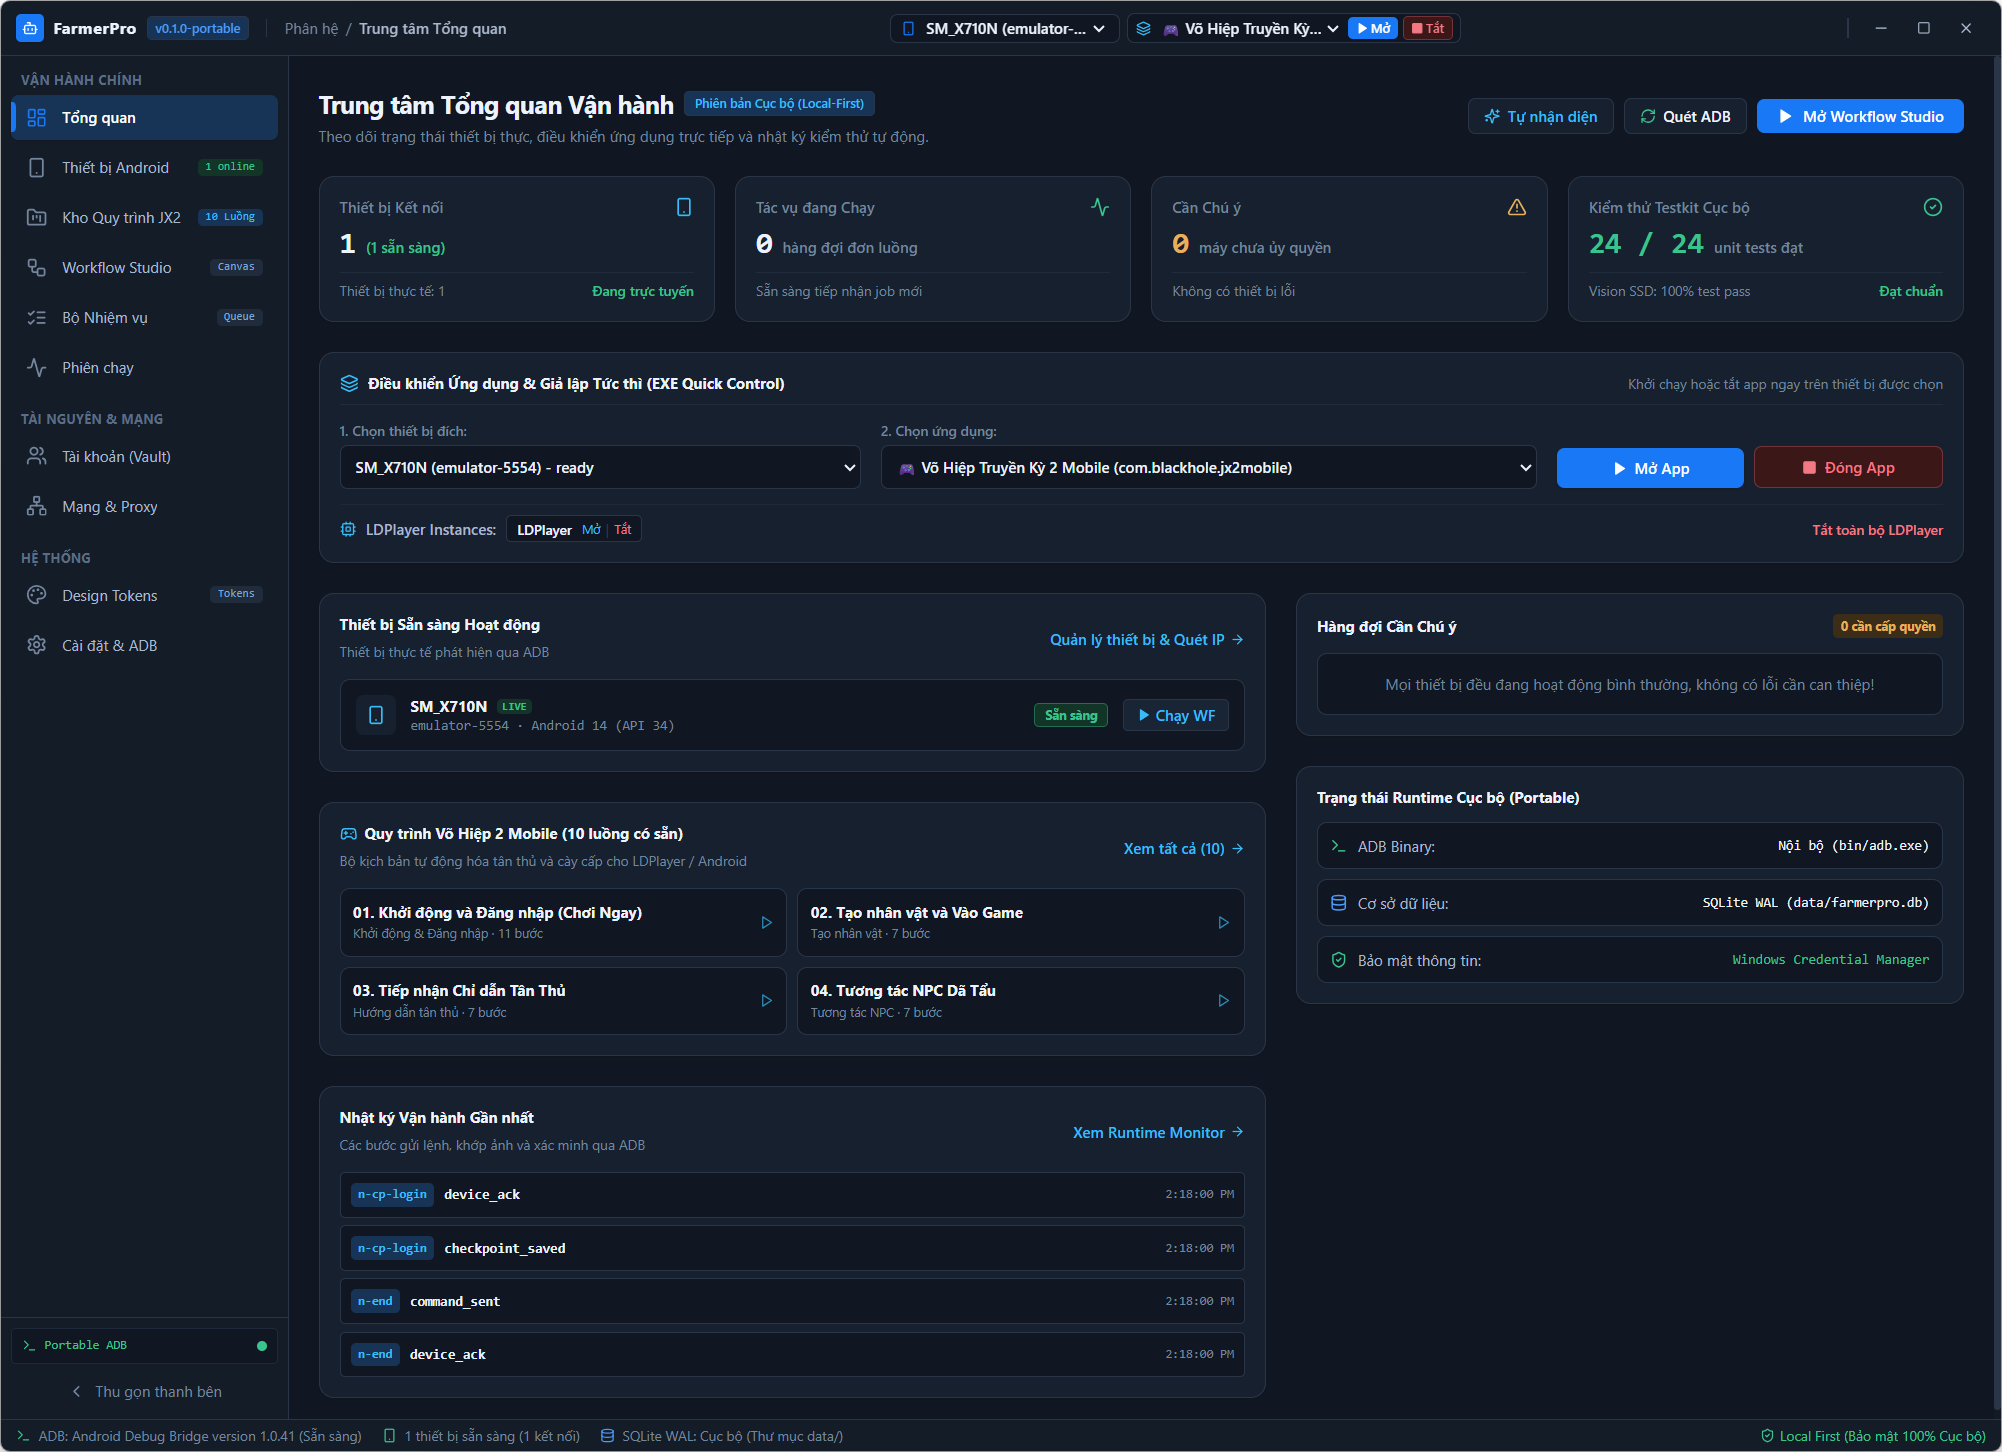 FarmerPro v0.1.0-portable Phân hệ / Trung tâm Tổng quan SM_X710N (emulator-... Võ Hiệp Truyền Kỳ... Mở Tắt
VẬN HÀNH CHÍNH
Tổng quan
Thiết bị Android 1 online
Kho Quy trình JX2 10 Luồng
Workflow Studio Canvas
Bộ Nhiệm vụ Queue
Phiên chạy
TÀI NGUYÊN & MẠNG
Tài khoản (Vault)
Mạng & Proxy
HỆ THỐNG
Design Tokens Tokens
Cài đặt & ADB
Portable ADB
Thu gọn thanh bên
Trung tâm Tổng quan Vận hành Phiên bản Cục bộ (Local-First)
Theo dõi trạng thái thiết bị thực, điều khiển ứng dụng trực tiếp và nhật ký kiểm thử tự động.
Tự nhận diện Quét ADB Mở Workflow Studio
Thiết bị Kết nối
1 (1 sẵn sàng)
Thiết bị thực tế: 1 Đang trực tuyến
Tác vụ đang Chạy
0 hàng đợi đơn luồng
Sẵn sàng tiếp nhận job mới
Cần Chú ý
0 máy chưa ủy quyền
Không có thiết bị lỗi
Kiểm thử Testkit Cục bộ
24 / 24 unit tests đạt
Vision SSD: 100% test pass Đạt chuẩn
Điều khiển Ứng dụng & Giả lập Tức thì (EXE Quick Control) Khởi chạy hoặc tắt app ngay trên thiết bị được chọn
1. Chọn thiết bị đích: 2. Chọn ứng dụng:
SM_X710N (emulator-5554) - ready Võ Hiệp Truyền Kỳ 2 Mobile (com.blackhole.jx2mobile) Mở App Đóng App
LDPlayer Instances: LDPlayer Mở | Tắt Tắt toàn bộ LDPlayer
Thiết bị Sẵn sàng Hoạt động
Thiết bị thực tế phát hiện qua ADB
Quản lý thiết bị & Quét IP →
SM_X710N LIVE
emulator-5554 · Android 14 (API 34)
Sẵn sàng Chạy WF
Quy trình Võ Hiệp 2 Mobile (10 luồng có sẵn)
Bộ kịch bản tự động hóa tân thủ và cày cấp cho LDPlayer / Android
Xem tất cả (10) →
01. Khởi động và Đăng nhập (Chơi Ngay)
Khởi động & Đăng nhập · 11 bước
02. Tạo nhân vật và Vào Game
Tạo nhân vật · 7 bước
03. Tiếp nhận Chỉ dẫn Tân Thủ
Hướng dẫn tân thủ · 7 bước
04. Tương tác NPC Dã Tẩu
Tương tác NPC · 7 bước
Nhật ký Vận hành Gần nhất
Các bước gửi lệnh, khớp ảnh và xác minh qua ADB
Xem Runtime Monitor →
n-cp-login device_ack 2:18:00 PM
n-cp-login checkpoint_saved 2:18:00 PM
n-end command_sent 2:18:00 PM
n-end device_ack 2:18:00 PM
Hàng đợi Cần Chú ý 0 cần cấp quyền
Mọi thiết bị đều đang hoạt động bình thường, không có lỗi cần can thiệp!
Trạng thái Runtime Cục bộ (Portable)
ADB Binary: Nội bộ (bin/adb.exe)
Cơ sở dữ liệu: SQLite WAL (data/farmerpro.db)
Bảo mật thông tin: Windows Credential Manager
ADB: Android Debug Bridge version 1.0.41 (Sẵn sàng) 1 thiết bị sẵn sàng (1 kết nối) SQLite WAL: Cục bộ (Thư mục data/) Local First (Bảo mật 100% Cục bộ)